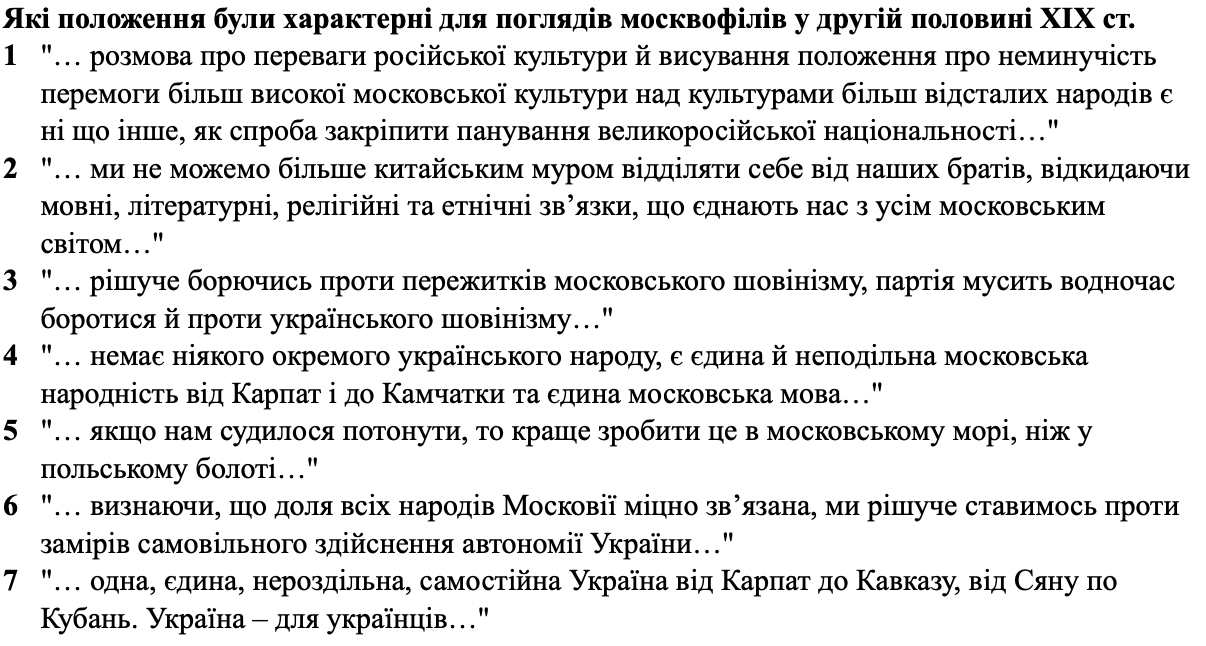 Які положення були характерні для поглядів москвофілів у другій половині XIX ст.
1 "… розмова про переваги російської культури й висування положення про неминучість
перемоги більш високої московської культури над культурами більш відсталих народів є
ні що інше, як спроба закріпити панування великоросійської національності…"
2 "… ми не можемо більше китайським муром відділяти себе від наших братів, відкидаючи
мовні, літературні, релігійні та етнічні зв’язки, що єднають нас з усім московським
світом…"
3 "… рішуче борючись проти пережитків московського шовінізму, партія мусить водночас
боротися й проти українського шовінізму…"
4 "… немає ніякого окремого українського народу, є єдина й неподільна московська
народність від Карпат і до Камчатки та єдина московська мова…"
5 "… якщо нам судилося потонути, то краще зробити це в московському морі, ніж у
польському болоті…"
6 "… визнаючи, що доля всіх народів Московії міцно зв’язана, ми рішуче ставимось проти
замірів самовільного здійснення автономії України…"
7 "… одна, єдина, нероздільна, самостійна Україна від Карпат до Кавказу, від Сяну по
Кубань. Україна – для українців…"